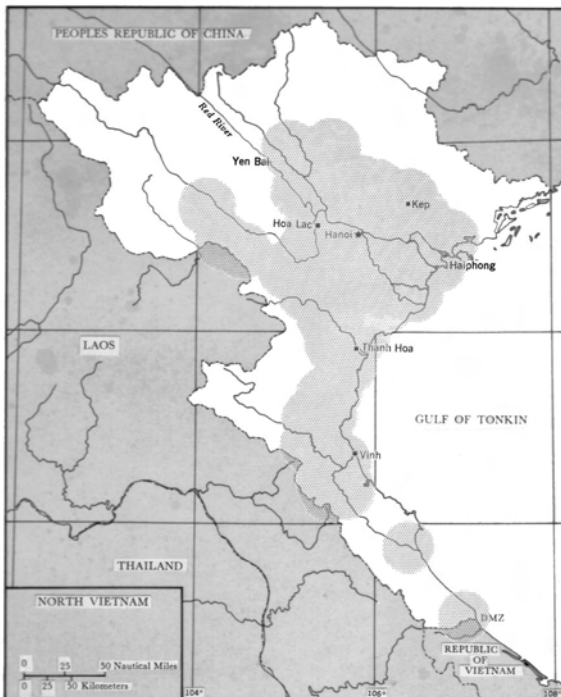 PEOPLES REPUBLIC OF CHINA
Red River
Yen Bai
Kep
Hoa Lac
Hanoi
Haiphong
LAOS
Thanh Hoa
GULF OF TONKIN
Vinh
THAILAND
NORTH VIETNAM
DMZ
REPUBLIC
OF
VIETNAM
0 25 50 Nautical Miles
0 25 50 Kilometers
104° 106° 108